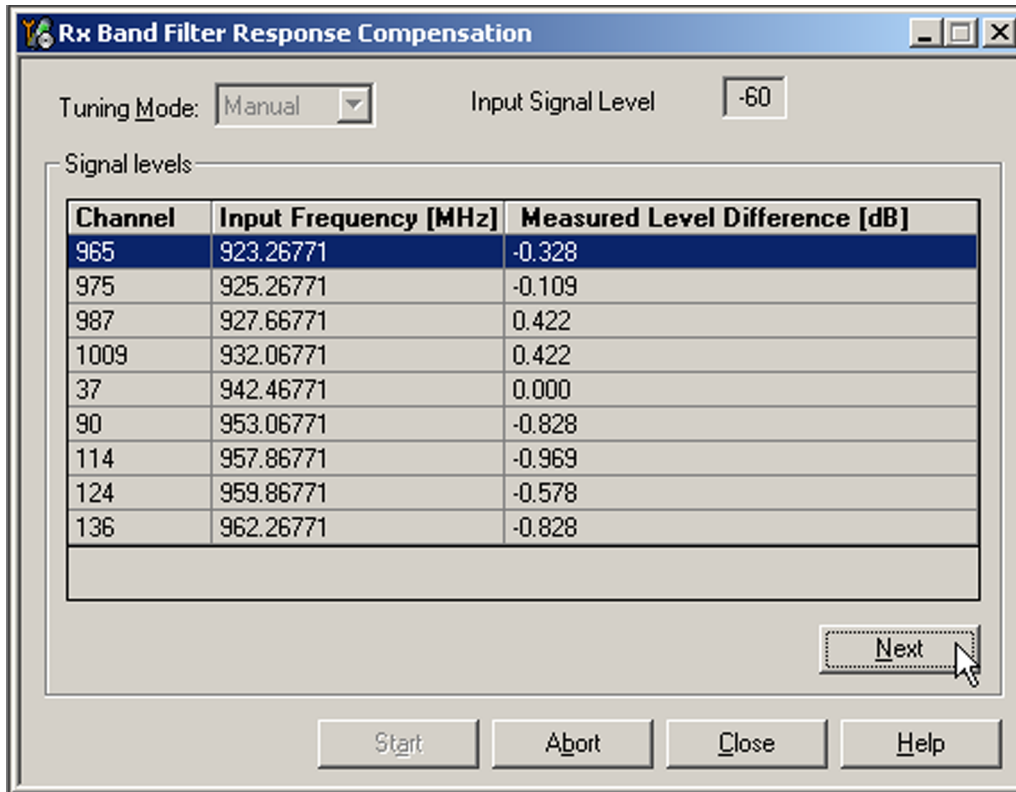 Rx Band Filter Response Compensation
Tuning Mode: Manual Input Signal Level -60
Signal levels
Channel Input Frequency [MHz] Measured Level Difference [dB]
965 923.26771 -0.328
975 925.26771 -0.109
987 927.66771 0.422
1009 932.06771 0.422
37 942.46771 0.000
90 953.06771 -0.828
114 957.86771 -0.969
124 959.86771 -0.578
136 962.26771 -0.828
Next
Start Abort Close Help